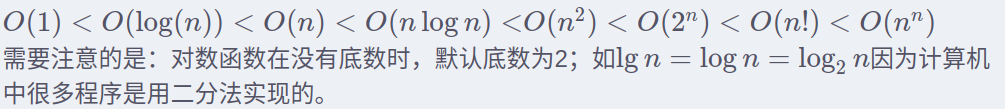 O(1) < O(log(n)) < O(n) < O(n log n) <O(n²) < O(2ⁿ) < O(n!) < O(nⁿ)
需要注意的是：对数函数在没有底数时，默认底数为2；如lg n = log n = log₂ n因为计算机
中很多程序是用二分法实现的。